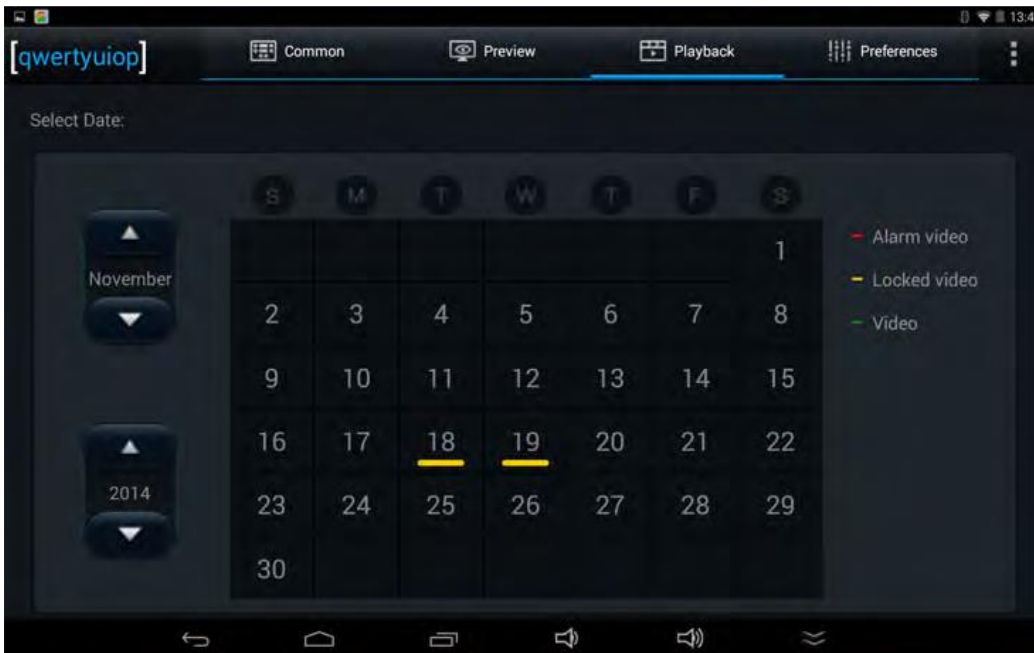 13:4
[qwertyuiop]
Common
Preview
Playback
Preferences
Select Date:
S M T W T F S
1
2 3 4 5 6 7 8
9 10 11 12 13 14 15
16 17 18 19 20 21 22
23 24 25 26 27 28 29
30
November
2014
Alarm video
Locked video
Video